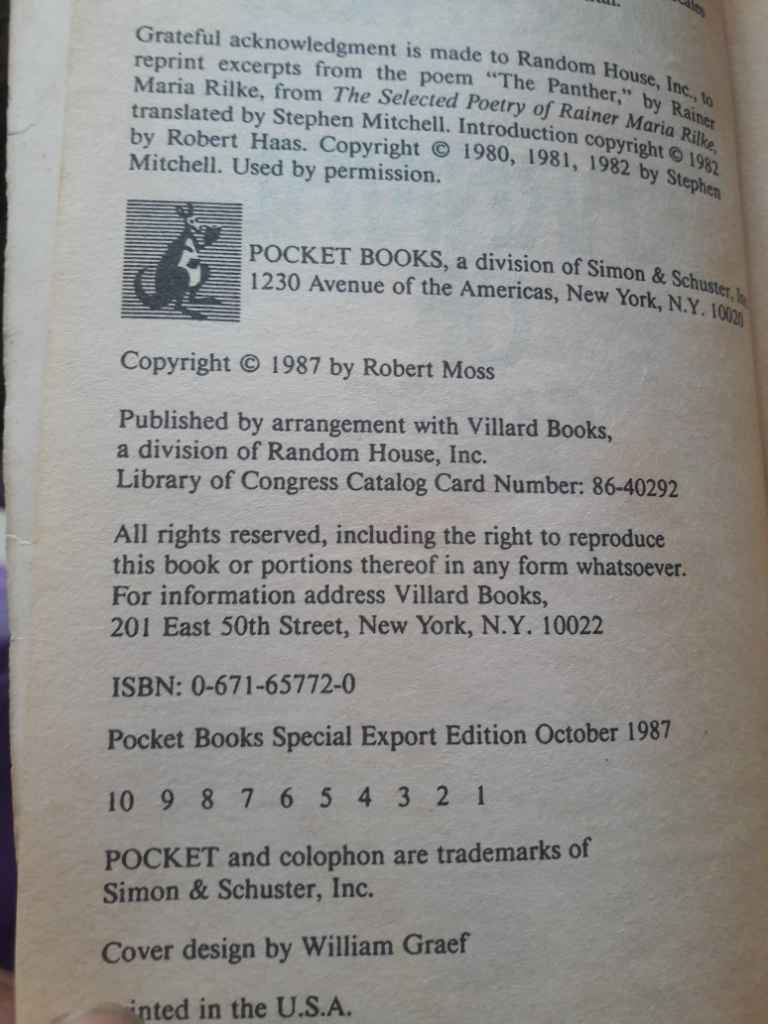 Grateful acknowledgment is made to Random House, Inc., to
reprint excerpts from the poem “The Panther,” by Rainer
Maria Rilke, from The Selected Poetry of Rainer Maria Rilke,
translated by Stephen Mitchell. Introduction copyright © 1982
by Robert Haas. Copyright © 1980, 1981, 1982 by Stephen
Mitchell. Used by permission.
POCKET BOOKS, a division of Simon & Schuster,
1230 Avenue of the Americas, New York, N.Y. 10020
Copyright © 1987 by Robert Moss
Published by arrangement with Villard Books,
a division of Random House, Inc.
Library of Congress Catalog Card Number: 86-40292
All rights reserved, including the right to reproduce
this book or portions thereof in any form whatsoever.
For information address Villard Books,
201 East 50th Street, New York, N.Y. 10022
ISBN: 0-671-65772-0
Pocket Books Special Export Edition October 1987
10 9 8 7 6 5 4 3 2 1
POCKET and colophon are trademarks of
Simon & Schuster, Inc.
Cover design by William Graef
inted in the U.S.A.